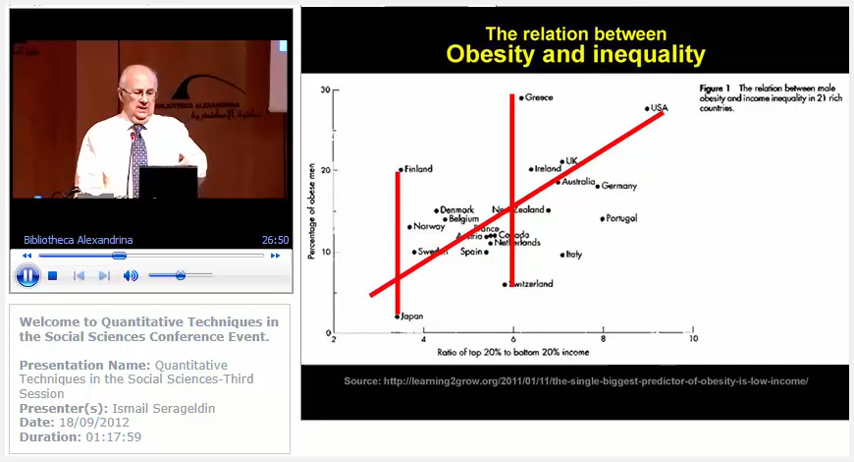 BIBLIOTHECA ALEXANDRINA
Bibliotheca Alexandrina
26:50
Welcome to Quantitative Techniques in
the Social Sciences Conference Event.
Presentation Name: Quantitative
Techniques in the Social Sciences-Third
Session
Presenter(s): Ismail Serageldin
Date: 18/09/2012
Duration: 01:17:59
The relation between
Obesity and inequality
Figure 1 The relation between male
obesity and income inequality in 21 rich
countries.
Percentage of obese men
30
20
10
0
Greece
USA
Finland
UK
Ireland
Australia
Germany
Denmark
New Zealand
Belgium
Portugal
Norway
France
Austria
Canada
Netherlands
Sweden
Spain
Italy
Switzerland
Japan
2
4
6
8
10
Ratio of top 20% to bottom 20% income
Source: http://learning2grow.org/2011/01/11/the-single-biggest-predictor-of-obesity-is-low-income/